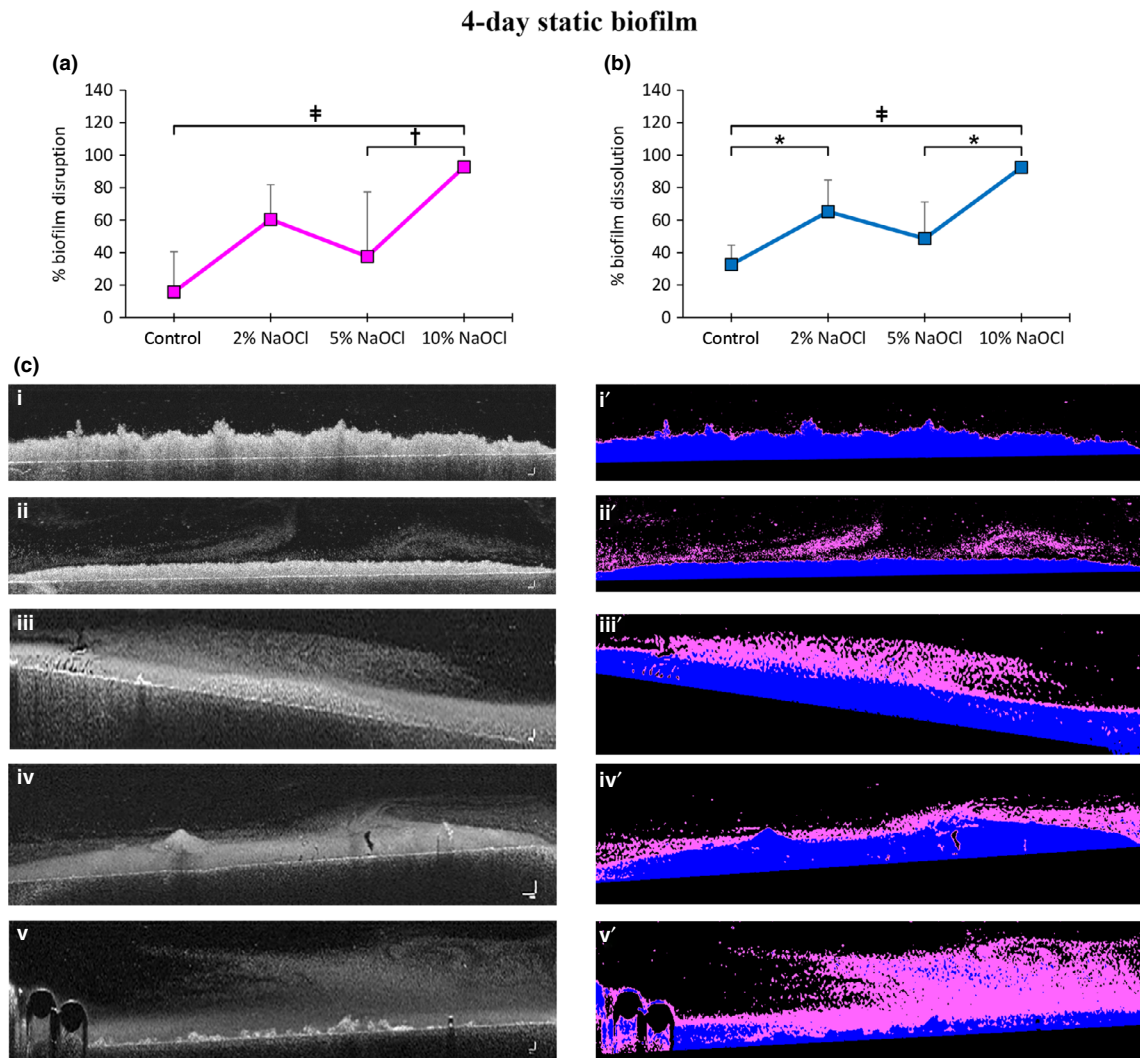 4-day static biofilm
(a)
140
120
100
80
60
40
20
0
% biofilm disruption
ǂ
†
Control 2% NaOCl 5% NaOCl 10% NaOCl
(b)
140
120
100
80
60
40
20
0
% biofilm dissolution
ǂ
* *
Control 2% NaOCl 5% NaOCl 10% NaOCl
(c)
i i′
ii ii′
iii iii′
iv iv′
v v′